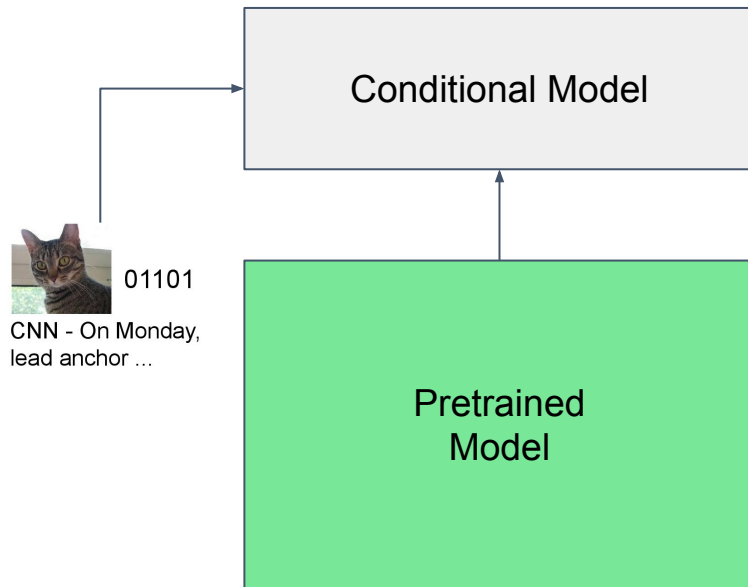 Conditional Model
01101
CNN - On Monday,
lead anchor ...
Pretrained
Model